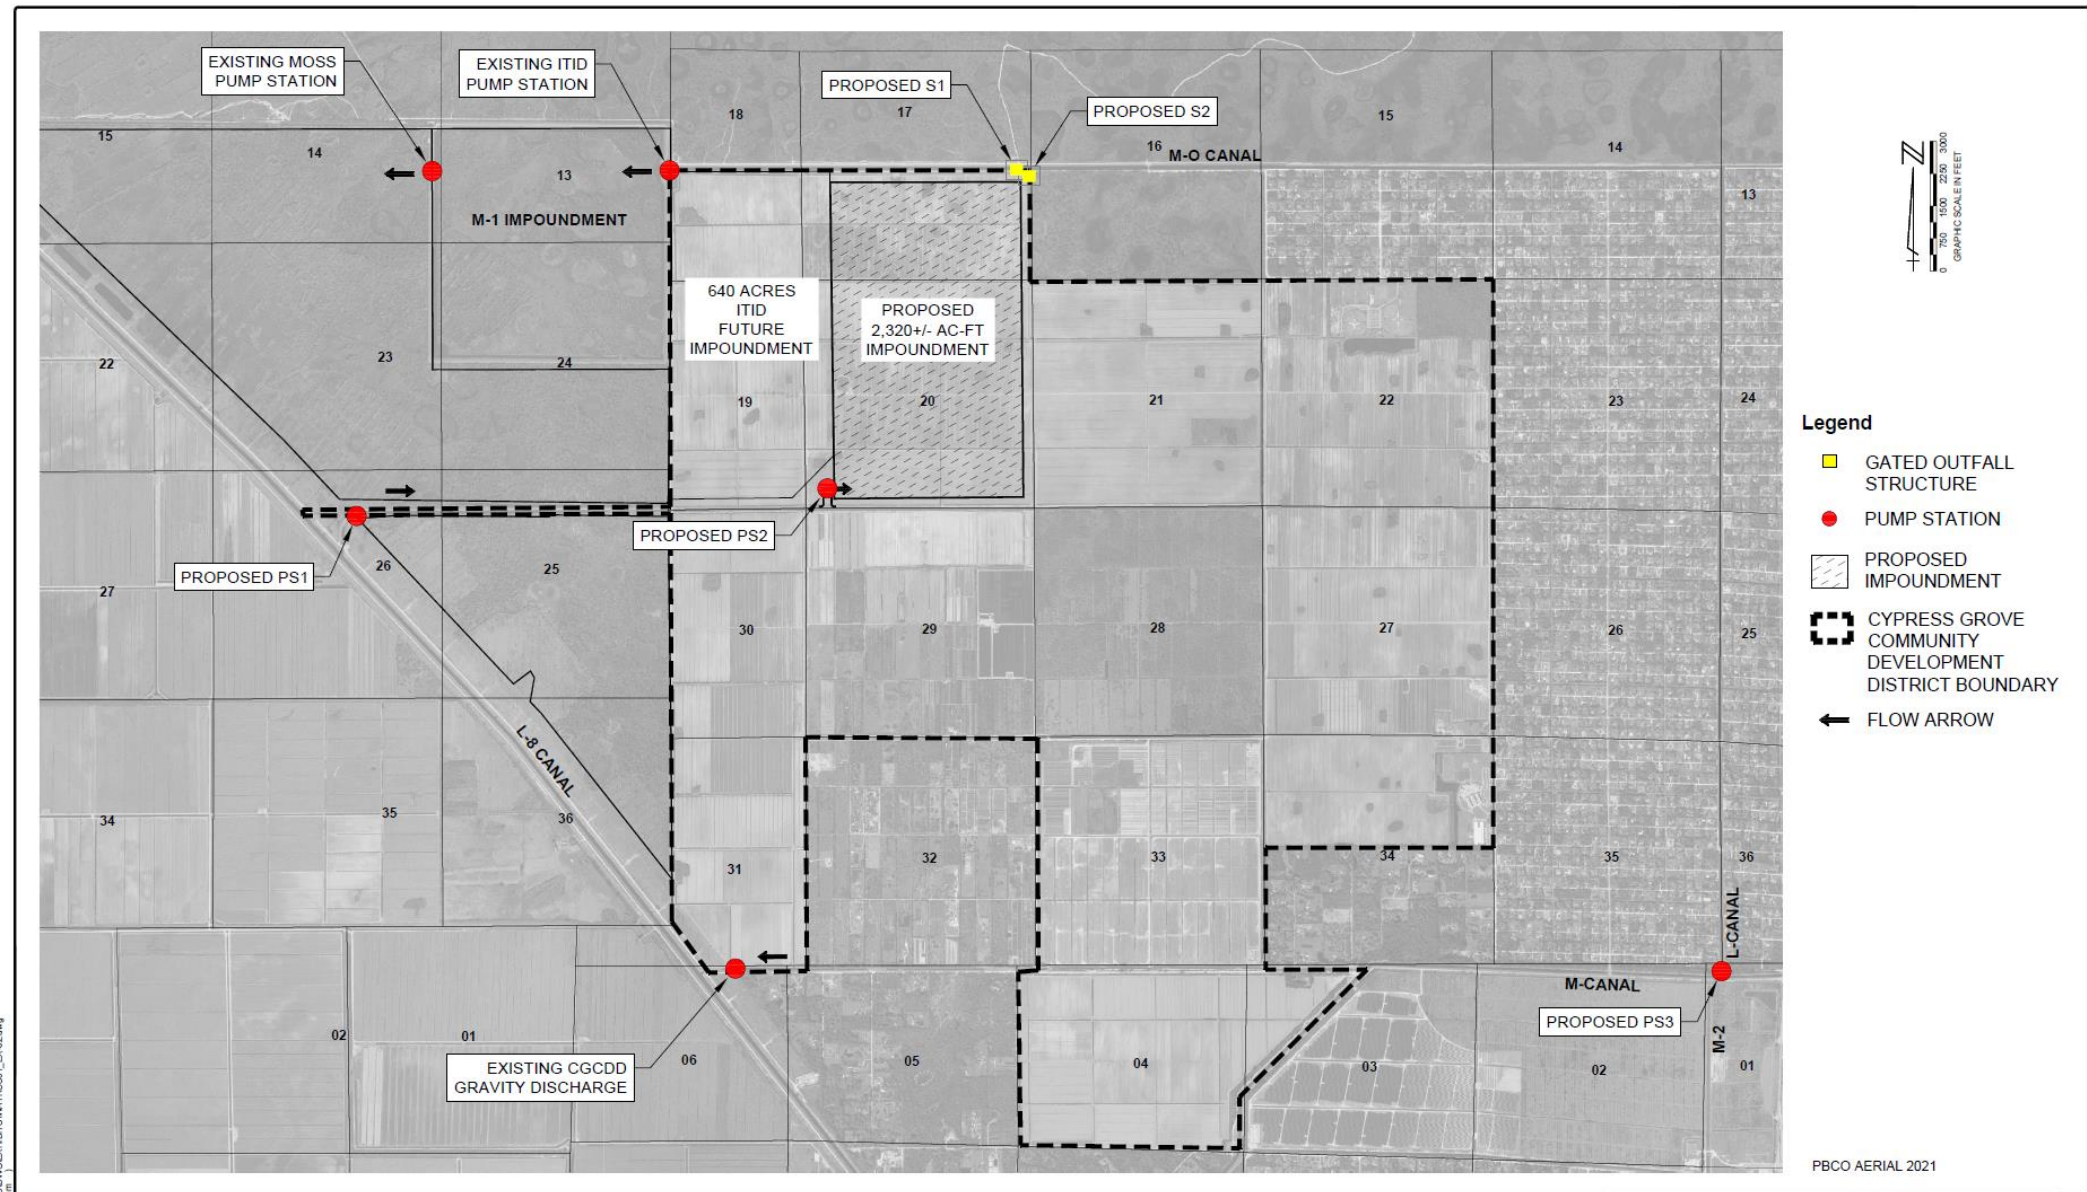 EXISTING MOSS
PUMP STATION
EXISTING ITID
PUMP STATION
PROPOSED S1
PROPOSED S2
18
17
15
16
M-O CANAL
14
15
14
13
13
M-1 IMPOUNDMENT
640 ACRES
ITID
FUTURE
IMPOUNDMENT
PROPOSED
2,320+/- AC-FT
IMPOUNDMENT
22
23
24
19
20
21
22
23
24
PROPOSED PS2
PROPOSED PS1
26
25
27
30
29
28
27
26
25
L-8 CANAL
34
35
36
31
32
33
34
35
36
L-CANAL
M-CANAL
PROPOSED PS3
M-2
02
01
06
05
04
03
02
01
EXISTING CGCDD
GRAVITY DISCHARGE
N
0 750 1500 2250 3000
GRAPHIC SCALE IN FEET
Legend
GATED OUTFALL
STRUCTURE
PUMP STATION
PROPOSED
IMPOUNDMENT
CYPRESS GROVE
COMMUNITY
DEVELOPMENT
DISTRICT BOUNDARY
FLOW ARROW
PBCO AERIAL 2021